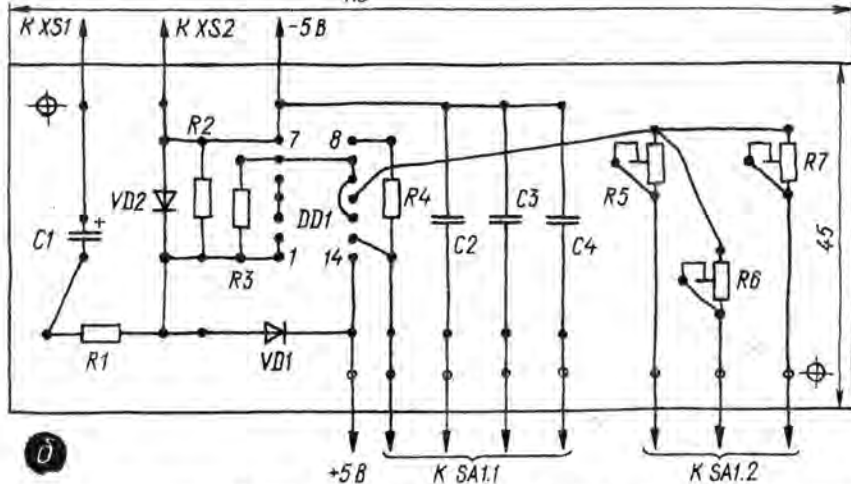 К XS1 К XS2 -5 В
R2 7 8
VD2 DD1 R4 R5 R7
C1 + R3 1 14 C2 C3 C4 R6
R1 VD1
45
+5 В К SA1.1 К SA1.2
д